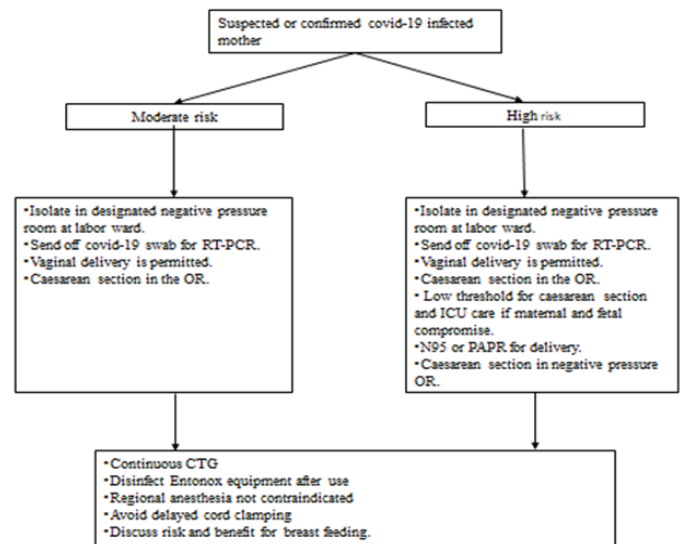 Suspected or confirmed covid-19 infected
mother
Moderate risk
High risk
•Isolate in designated negative pressure
room at labor ward.
•Send off covid-19 swab for RT-PCR.
•Vaginal delivery is permitted.
•Caesarean section in the OR.
•Isolate in designated negative pressure
room at labor ward.
•Send off covid-19 swab for RT-PCR.
•Vaginal delivery is permitted.
•Caesarean section in the OR.
• Low threshold for caesarean section
and ICU care if maternal and fetal
compromise.
•N95 or PAPR for delivery.
•Caesarean section in negative pressure
OR.
•Continuous CTG
•Disinfect Entonox equipment after use
•Regional anesthesia not contraindicated
•Avoid delayed cord clamping
•Discuss risk and benefit for breast feeding.